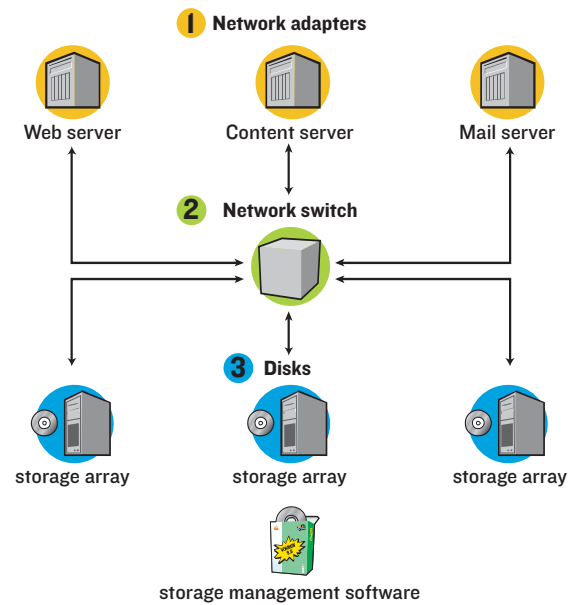 1 Network adapters
Web server
Content server
Mail server
2 Network switch
3 Disks
storage array
storage array
storage array
storage management software